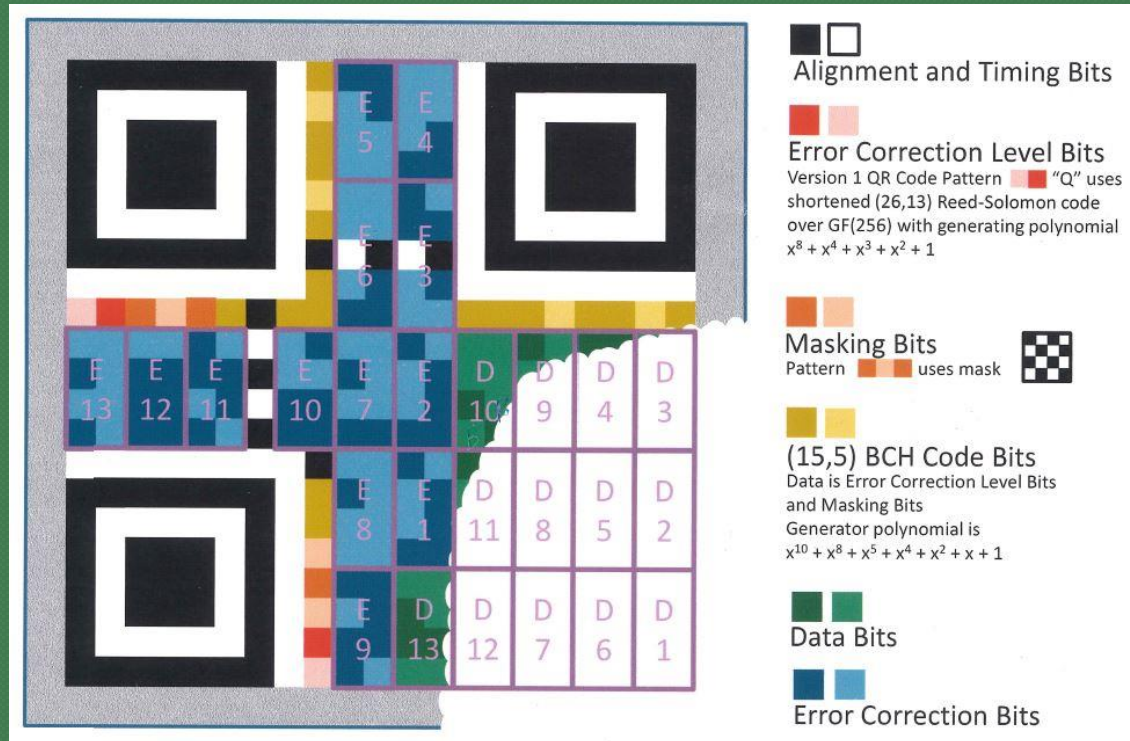 E E
5 4
E E
6 3
E E E E E E D D D D
13 12 11 10 7 2 10 9 4 3
E E D D D D
8 1 11 8 5 2
E D D D D D
9 13 12 7 6 1
Alignment and Timing Bits
Error Correction Level Bits
Version 1 QR Code Pattern “Q” uses
shortened (26,13) Reed-Solomon code
over GF(256) with generating polynomial
x⁸ + x⁴ + x³ + x² + 1
Masking Bits
Pattern uses mask
(15,5) BCH Code Bits
Data is Error Correction Level Bits
and Masking Bits
Generator polynomial is
x¹⁰ + x⁸ + x⁵ + x⁴ + x² + x + 1
Data Bits
Error Correction Bits